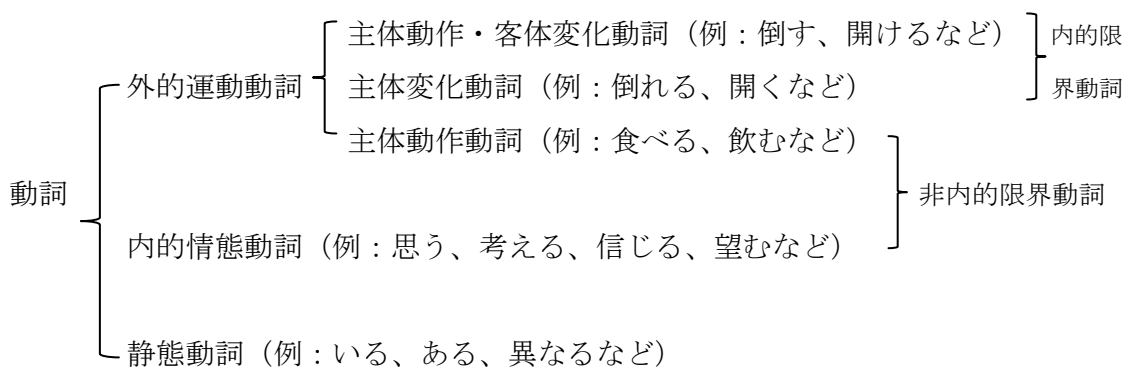 主体動作・客体変化動詞（例：倒す、開けるなど）
内的限
外的運動動詞
主体変化動詞（例：倒れる、開くなど）
界動詞
主体動作動詞（例：食べる、飲むなど）
動詞
非内的限界動詞
内的情態動詞（例：思う、考える、信じる、望むなど）
静態動詞（例：いる、ある、異なるなど）